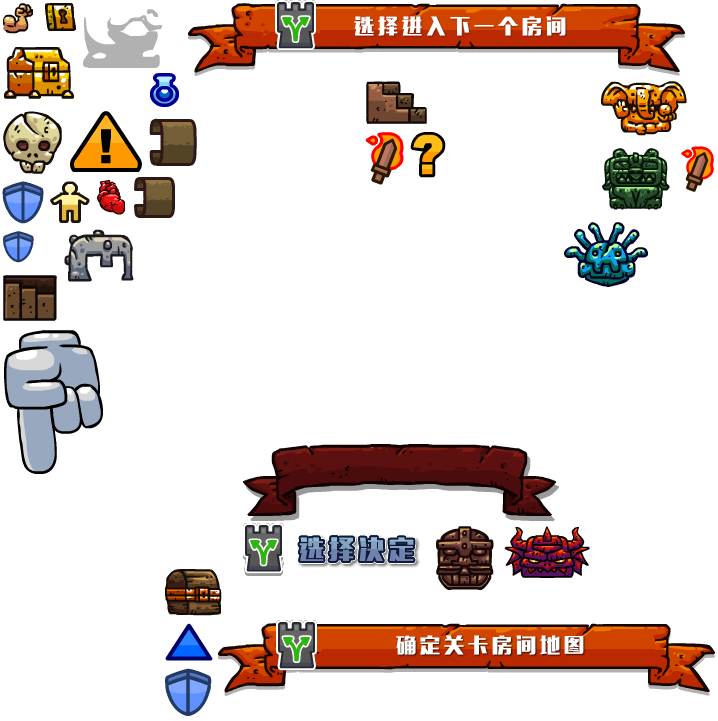 选择进入下一个房间
选择决定
确定关卡房间地图